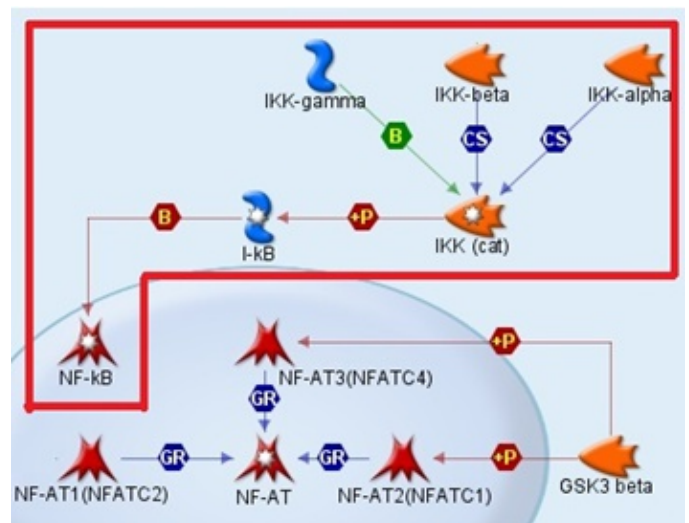 IKK-gamma
IKK-beta
IKK-alpha
B
CS
CS
B
+P
I-kB
IKK (cat)
NF-kB
NF-AT3(NFATC4)
+P
GR
GR
GR
+P
NF-AT1(NFATC2)
NF-AT
NF-AT2(NFATC1)
GSK3 beta